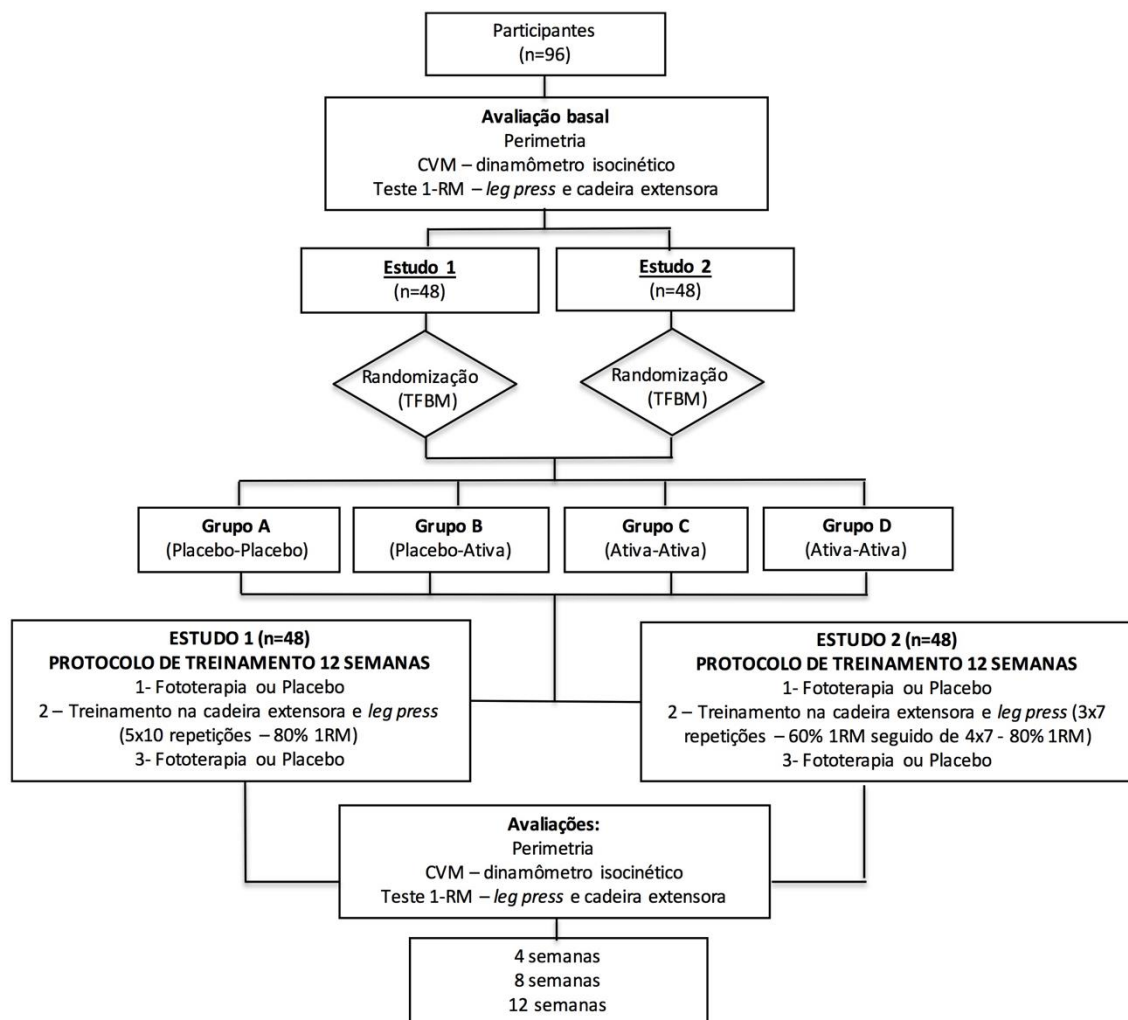 Participantes
(n=96)
Avaliação basal
Perimetria
CVM – dinamômetro isocinético
Teste 1-RM – leg press e cadeira extensora
Estudo 1
(n=48)
Estudo 2
(n=48)
Randomização
(TFBM)
Randomização
(TFBM)
Grupo A
(Placebo-Placebo)
Grupo B
(Placebo-Ativa)
Grupo C
(Ativa-Ativa)
Grupo D
(Ativa-Ativa)
ESTUDO 1 (n=48)
PROTOCOLO DE TREINAMENTO 12 SEMANAS
1- Fototerapia ou Placebo
2 – Treinamento na cadeira extensora e leg press
(5x10 repetições – 80% 1RM)
3- Fototerapia ou Placebo
ESTUDO 2 (n=48)
PROTOCOLO DE TREINAMENTO 12 SEMANAS
1- Fototerapia ou Placebo
2 – Treinamento na cadeira extensora e leg press (3x7
repetições – 60% 1RM seguido de 4x7 - 80% 1RM)
3- Fototerapia ou Placebo
Avaliações:
Perimetria
CVM – dinamômetro isocinético
Teste 1-RM – leg press e cadeira extensora
4 semanas
8 semanas
12 semanas